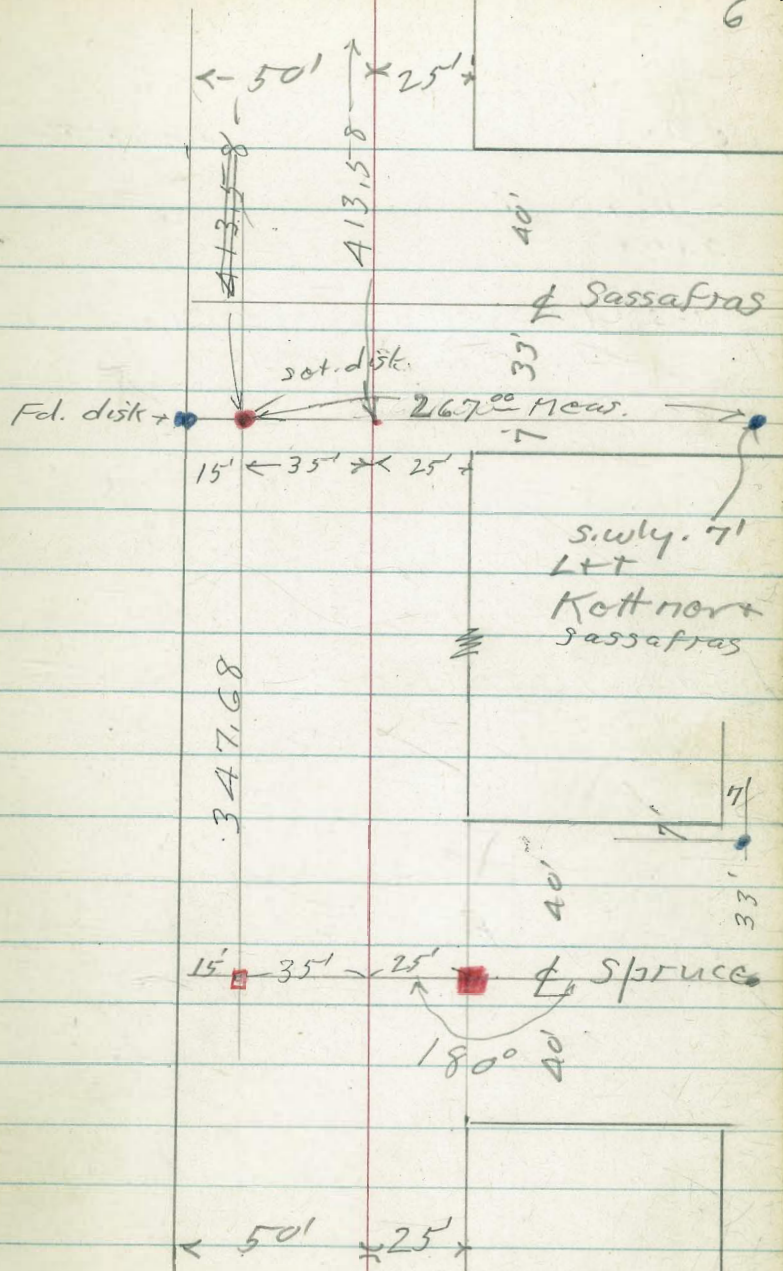 6
50' 25'
413.58
413.58
40'
℄ Sassafras
33'
set. disk
Fd. disk 267.00 Meas.
7'
15' 35' 25'
S.wly. 7'
L++
Sassafras
347.68
7'
7'
40'
33'
15' 35' 25' ℄ Spruce
180°
40'
50' 25'